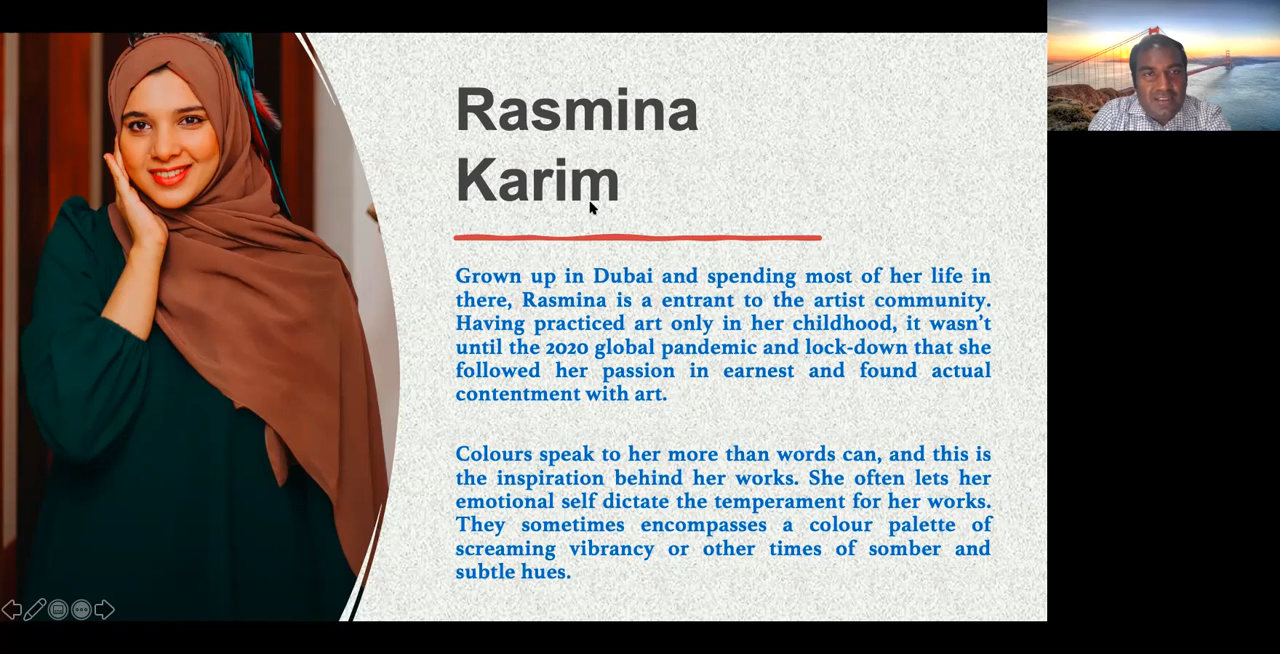 Rasmina
Karim
Grown up in Dubai and spending most of her life in
there, Rasmina is a entrant to the artist community.
Having practiced art only in her childhood, it wasn’t
until the 2020 global pandemic and lock-down that she
followed her passion in earnest and found actual
contentment with art.
Colours speak to her more than words can, and this is
the inspiration behind her works. She often lets her
emotional self dictate the temperament for her works.
They sometimes encompasses a colour palette of
screaming vibrancy or other times of somber and
subtle hues.